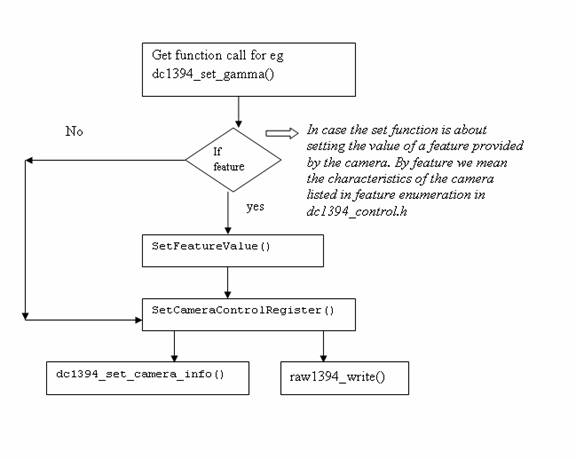 Get function call for eg
dc1394_set_gamma()
No
If
feature
In case the set function is about
setting the value of a feature provided
by the camera. By feature we mean
the characteristics of the camera
listed in feature enumeration in
dc1394_control.h
yes
SetFeatureValue()
SetCameraControlRegister()
dc1394_set_camera_info()
raw1394_write()